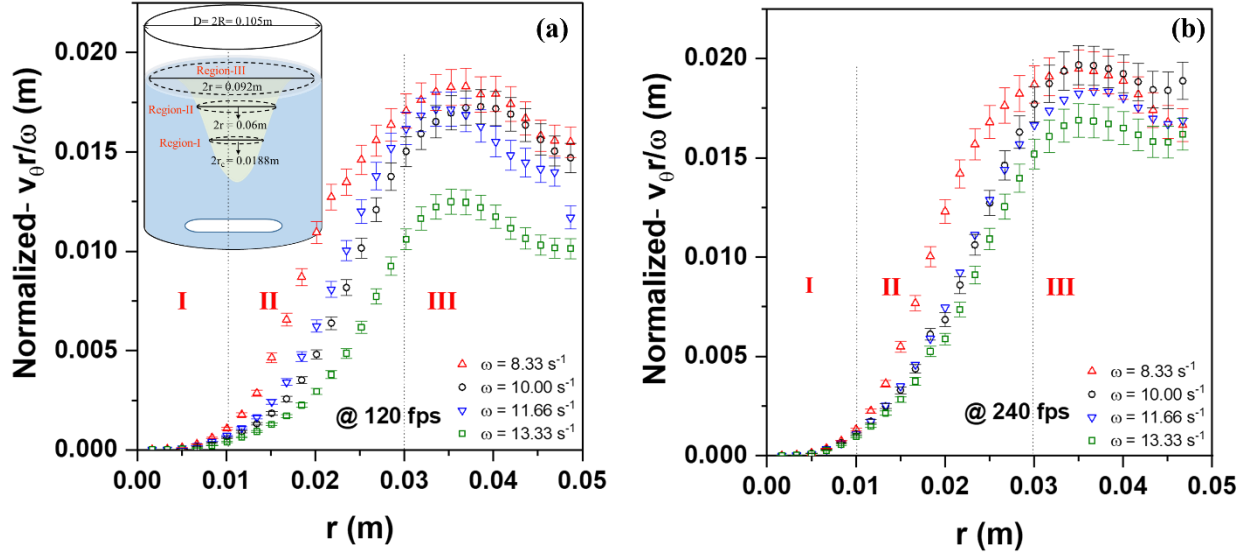 (a)
D= 2R= 0.105m
Region-III
2r = 0.092m
Region-II
2r = 0.06m
Region-I
2r_c = 0.0188m
I
II
III
@ 120 fps
ω = 8.33 s⁻¹
ω = 10.00 s⁻¹
ω = 11.66 s⁻¹
ω = 13.33 s⁻¹
0.020
0.015
0.010
0.005
0.000
0.00
0.01
0.02
0.03
0.04
0.05
Normalized- v_θr/ω (m)
r (m)
(b)
I
II
III
@ 240 fps
ω = 8.33 s⁻¹
ω = 10.00 s⁻¹
ω = 11.66 s⁻¹
ω = 13.33 s⁻¹
0.020
0.015
0.010
0.005
0.000
0.00
0.01
0.02
0.03
0.04
0.05
Normalized- v_θr/ω (m)
r (m)